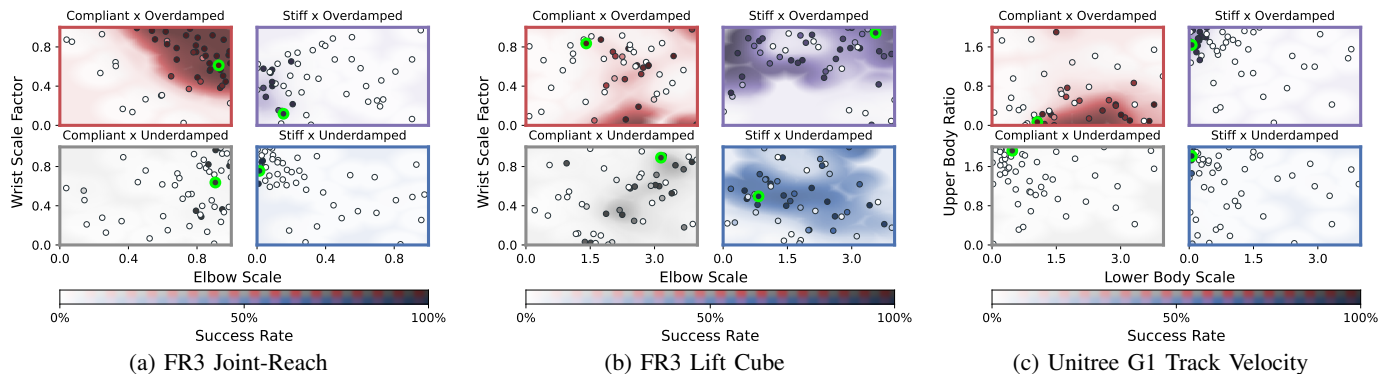 Compliant x Overdamped
Stiff x Overdamped
0.8
0.4
0.0
Compliant x Underdamped
Stiff x Underdamped
0.8
0.4
0.0
0.0 0.4 0.8
0.0 0.4 0.8
Wrist Scale Factor
Elbow Scale
0% 50% 100%
Success Rate
(a) FR3 Joint-Reach
Compliant x Overdamped
Stiff x Overdamped
0.8
0.4
0.0
Compliant x Underdamped
Stiff x Underdamped
0.8
0.4
0.0
0.0 1.5 3.0
0.0 1.5 3.0
Wrist Scale Factor
Elbow Scale
0% 50% 100%
Success Rate
(b) FR3 Lift Cube
Compliant x Overdamped
Stiff x Overdamped
1.6
0.8
0.0
Compliant x Underdamped
Stiff x Underdamped
1.6
0.8
0.0
0.0 1.5 3.0
0.0 1.5 3.0
Upper Body Ratio
Lower Body Scale
0% 50% 100%
Success Rate
(c) Unitree G1 Track Velocity